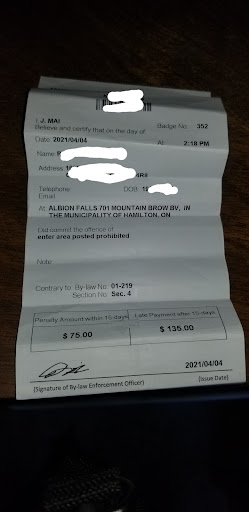 I, J. MAI Badge No. 352
Believe and certify that on the day of
Date: 2021/04/04 At: 2:18 PM
Name:
Address:
Telephone:
Email: DOB:
At: ALBION FALLS 701 MOUNTAIN BROW BV, IN
THE MUNICIPALITY OF HAMILTON, ON
Did commit the offence of
enter area posted prohibited
Note:
Contrary to: By-law No. 01-219
Section No. Sec. 4
Penalty Amount within 15 days Late Payment after 15 days
$ 75.00 $ 135.00
2021/04/04
(Signature of By-law Enforcement Officer) (Issue Date)